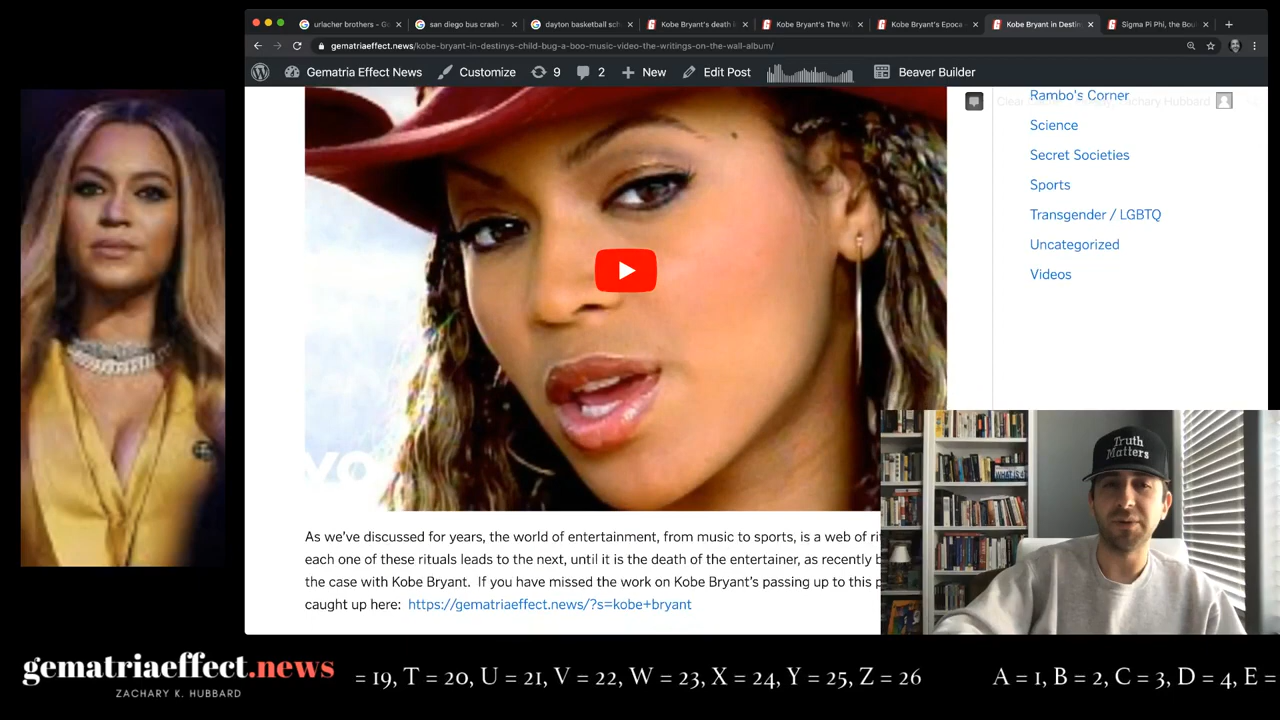 urlacher brothers - Go
san diego bus crash -
dayton basketball sch
Kobe Bryant's death
Kobe Bryant's The Wi
Kobe Bryant's Epoca
Kobe Bryant in Destin
Sigma Pi Phi, the Bou
gematriaeffect.news/kobe-bryant-in-destinys-child-bug-a-boo-music-video-the-writings-on-the-wall-album/
Gematria Effect News Customize 9 2 New Edit Post Beaver Builder
Zachary Hubbard
Rambo's Corner
Science
Secret Societies
Sports
Transgender / LGBTQ
Uncategorized
Videos
Truth
Matters
As we've discussed for years, the world of entertainment, from music to sports, is a web of ri
each one of these rituals leads to the next, until it is the death of the entertainer, as recently b
the case with Kobe Bryant. If you have missed the work on Kobe Bryant's passing up to this p
caught up here: https://gematriaeffect.news/?s=kobe+bryant
gematriaeffect.news
ZACHARY K. HUBBARD
= 19, T = 20, U = 21, V = 22, W = 23, X = 24, Y = 25, Z = 26 A = 1, B = 2, C = 3, D = 4, E =